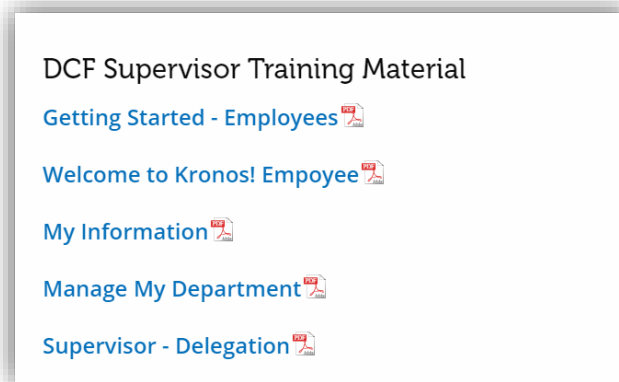 DCF Supervisor Training Material
Getting Started - Employees
Welcome to Kronos! Empoyee
My Information
Manage My Department
Supervisor - Delegation